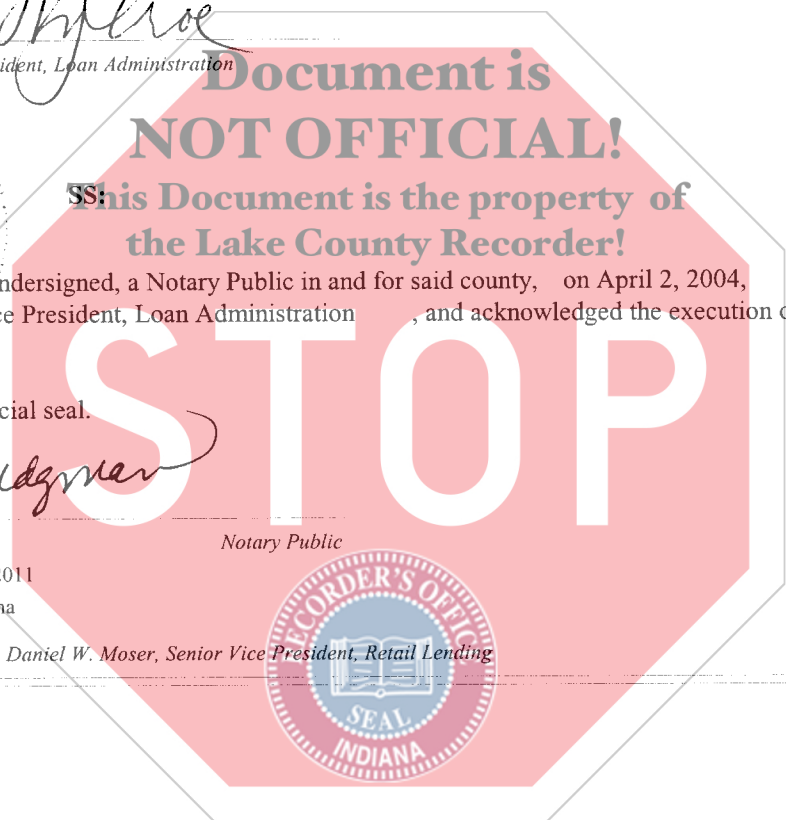 ident, Loan Administration
Document is
NOT OFFICIAL!
SS:
This Document is the property of
the Lake County Recorder!
ndersigned, a Notary Public in and for said county, on April 2, 2004,
ce President, Loan Administration , and acknowledged the execution
STOP
cial seal.
Notary Public
2011
na
RECORDER'S OFFICE
Daniel W. Moser, Senior Vice President, Retail Lending
SEAL
INDIANA